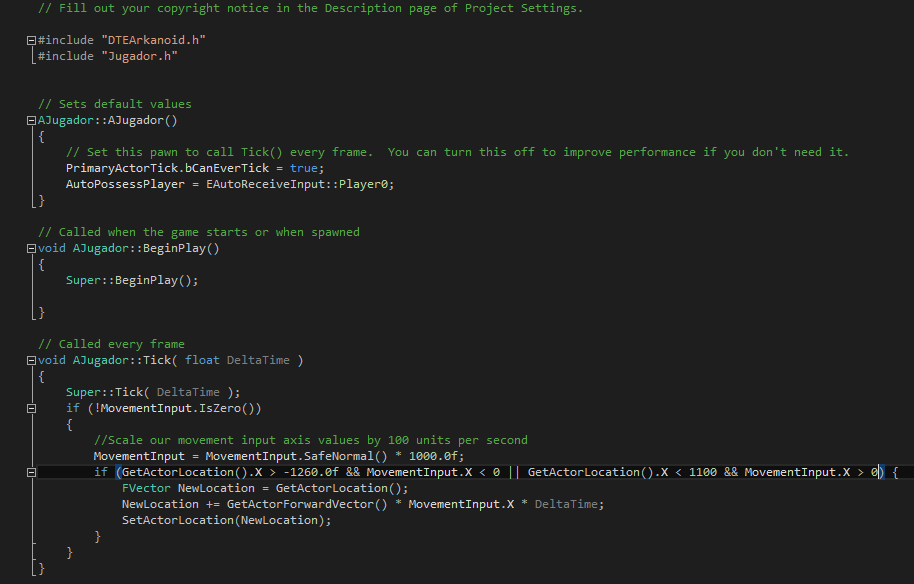 // Fill out your copyright notice in the Description page of Project Settings.
#include "DTEArkanoid.h"
#include "Jugador.h"
// Sets default values
AJugador::AJugador()
{
// Set this pawn to call Tick() every frame.  You can turn this off to improve performance if you don't need it.
PrimaryActorTick.bCanEverTick = true;
AutoPossessPlayer = EAutoReceiveInput::Player0;
}
// Called when the game starts or when spawned
void AJugador::BeginPlay()
{
Super::BeginPlay();
}
// Called every frame
void AJugador::Tick( float DeltaTime )
{
Super::Tick( DeltaTime );
if (!MovementInput.IsZero())
{
//Scale our movement input axis values by 100 units per second
MovementInput = MovementInput.SafeNormal() * 1000.0f;
if (GetActorLocation().X > -1260.0f && MovementInput.X < 0 || GetActorLocation().X < 1100 && MovementInput.X > 0) {
FVector NewLocation = GetActorLocation();
NewLocation += GetActorForwardVector() * MovementInput.X * DeltaTime;
SetActorLocation(NewLocation);
}
}
}